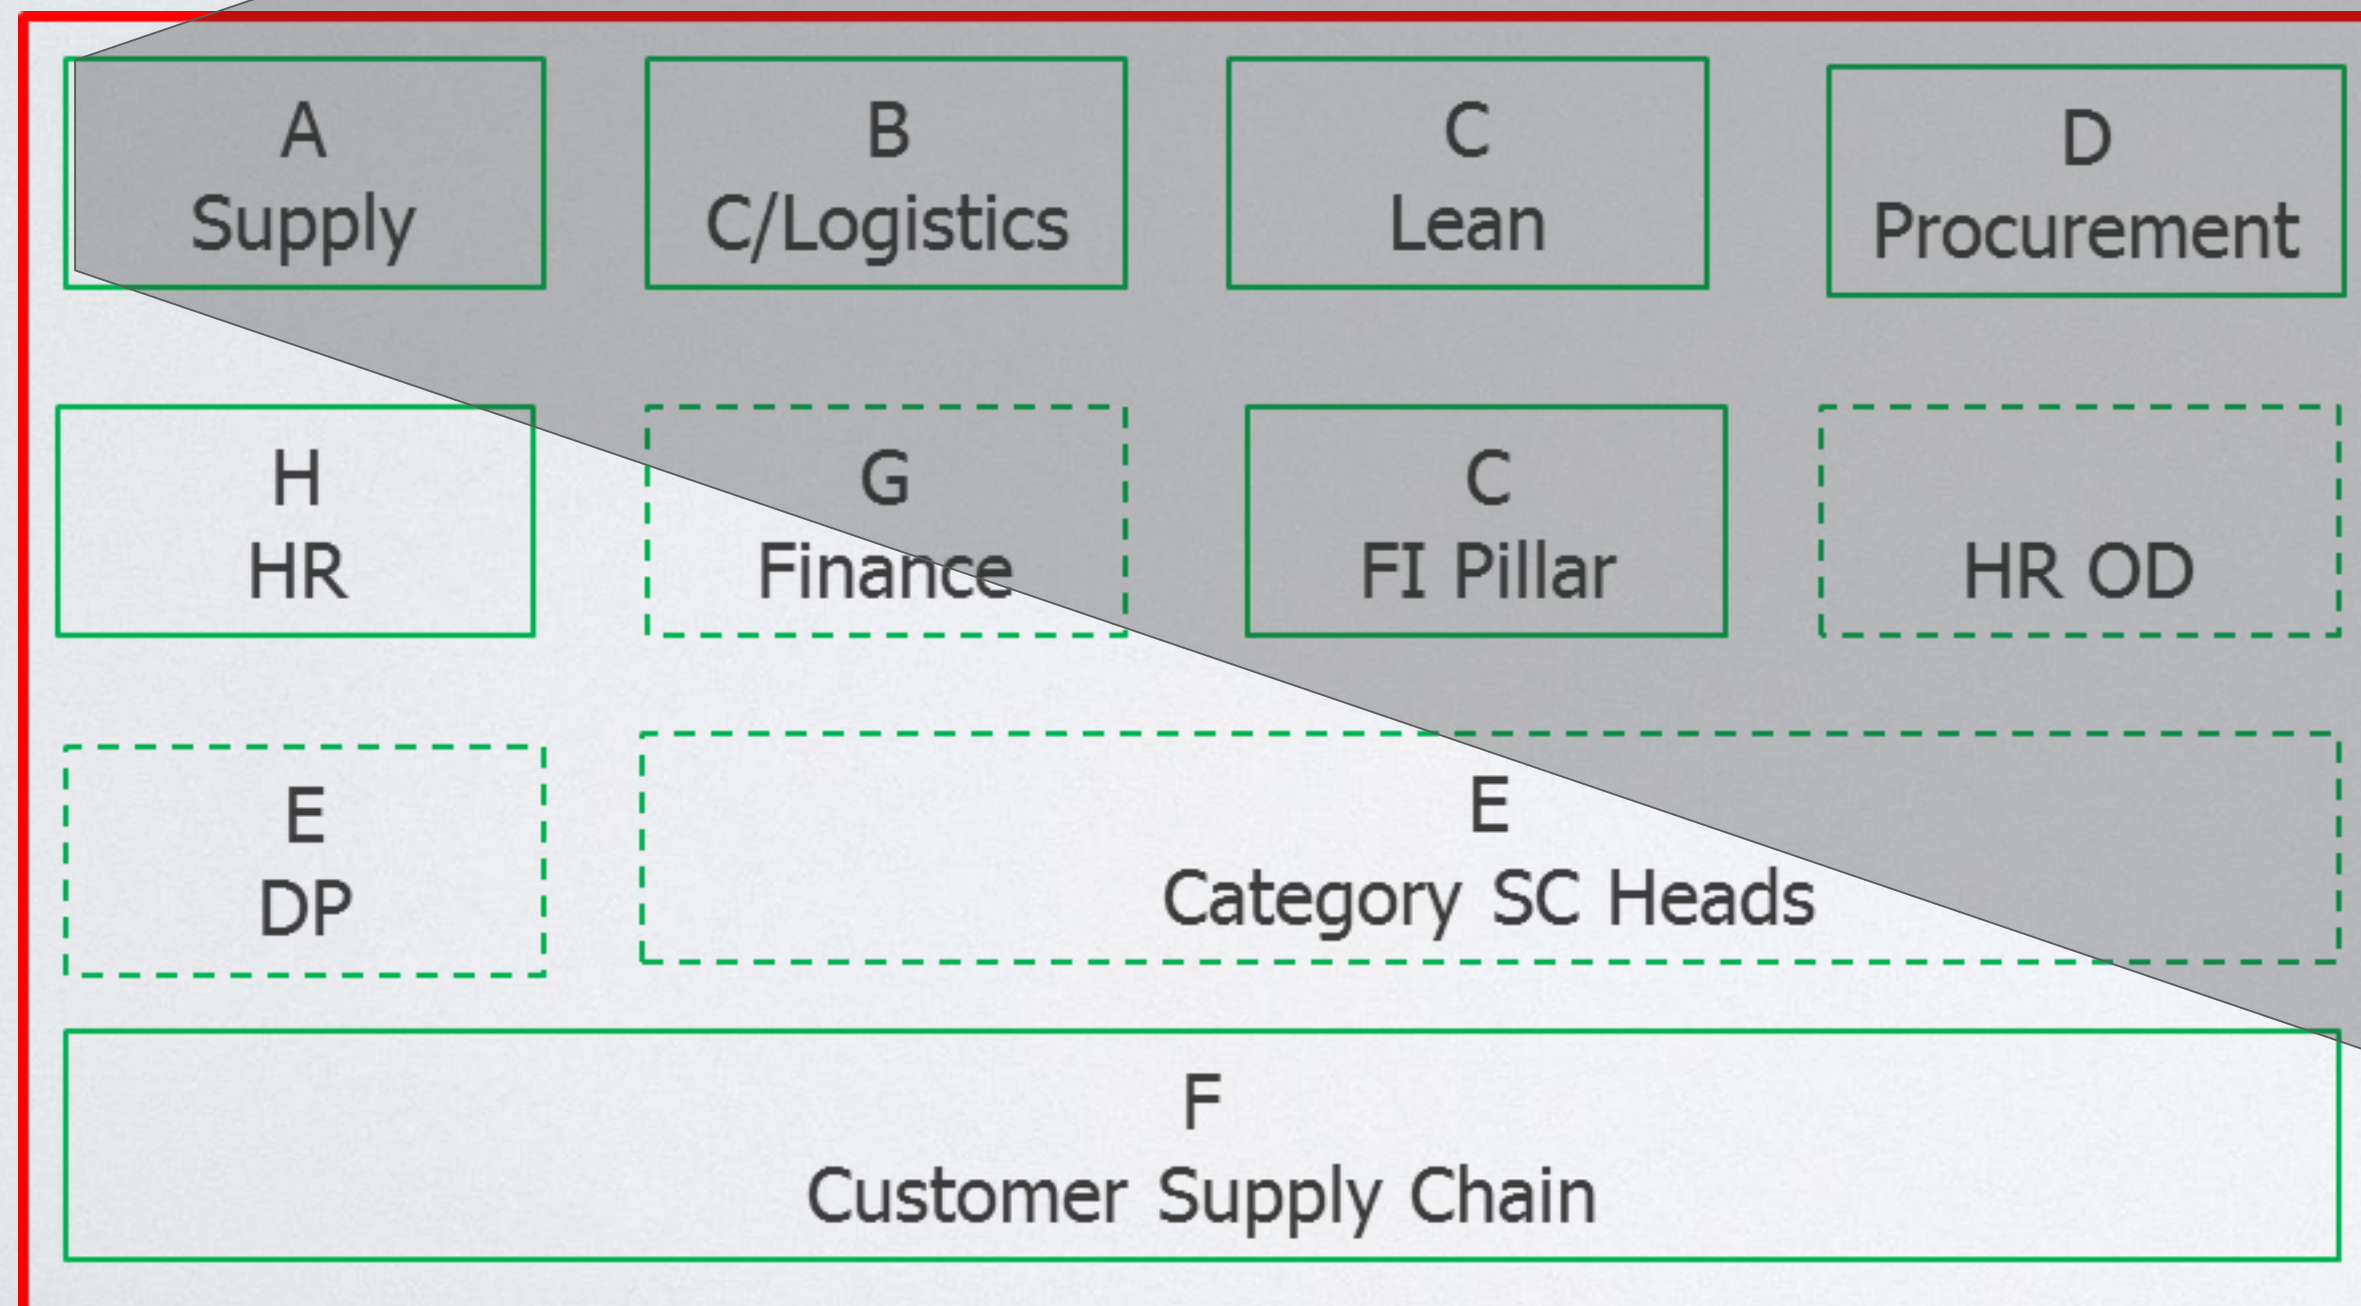 A
Supply
B
C/Logistics
C
Lean
D
Procurement
H
HR
G
Finance
C
FI Pillar
HR OD
E
DP
E
Category SC Heads
F
Customer Supply Chain